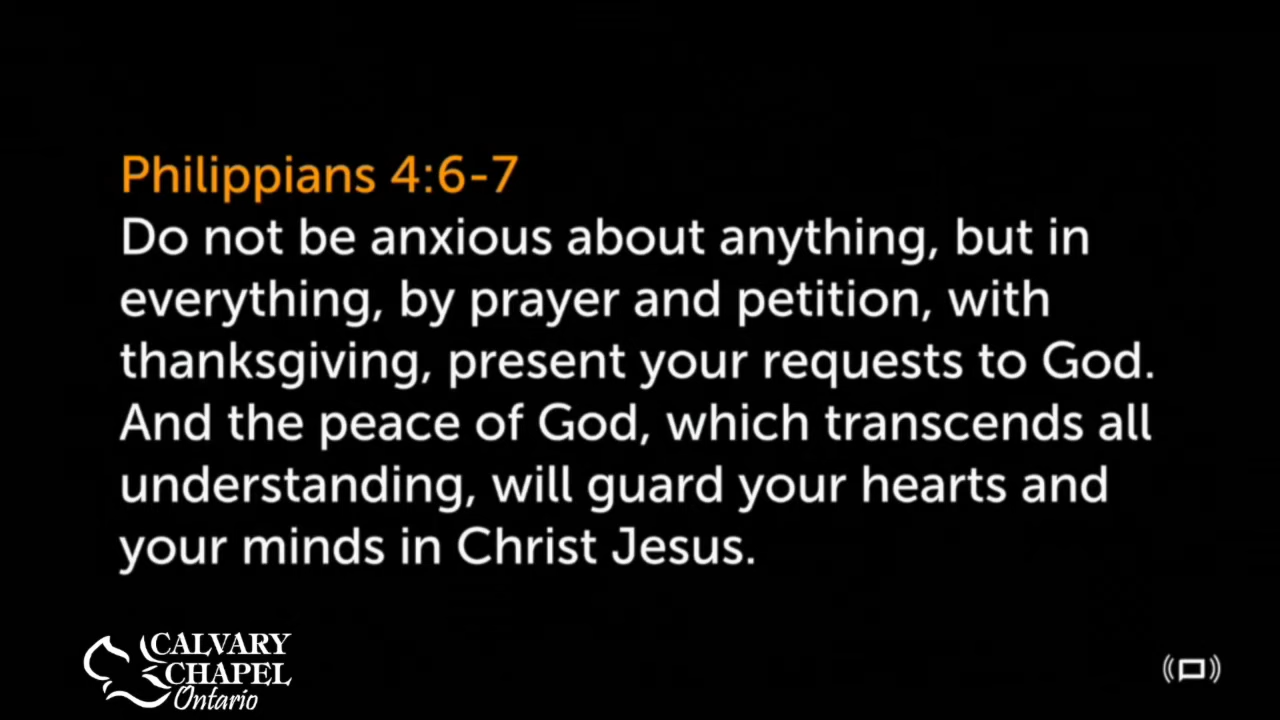 Philippians 4:6-7
Do not be anxious about anything, but in
everything, by prayer and petition, with
thanksgiving, present your requests to God.
And the peace of God, which transcends all
understanding, will guard your hearts and
your minds in Christ Jesus.
CALVARY
CHAPEL
Ontario